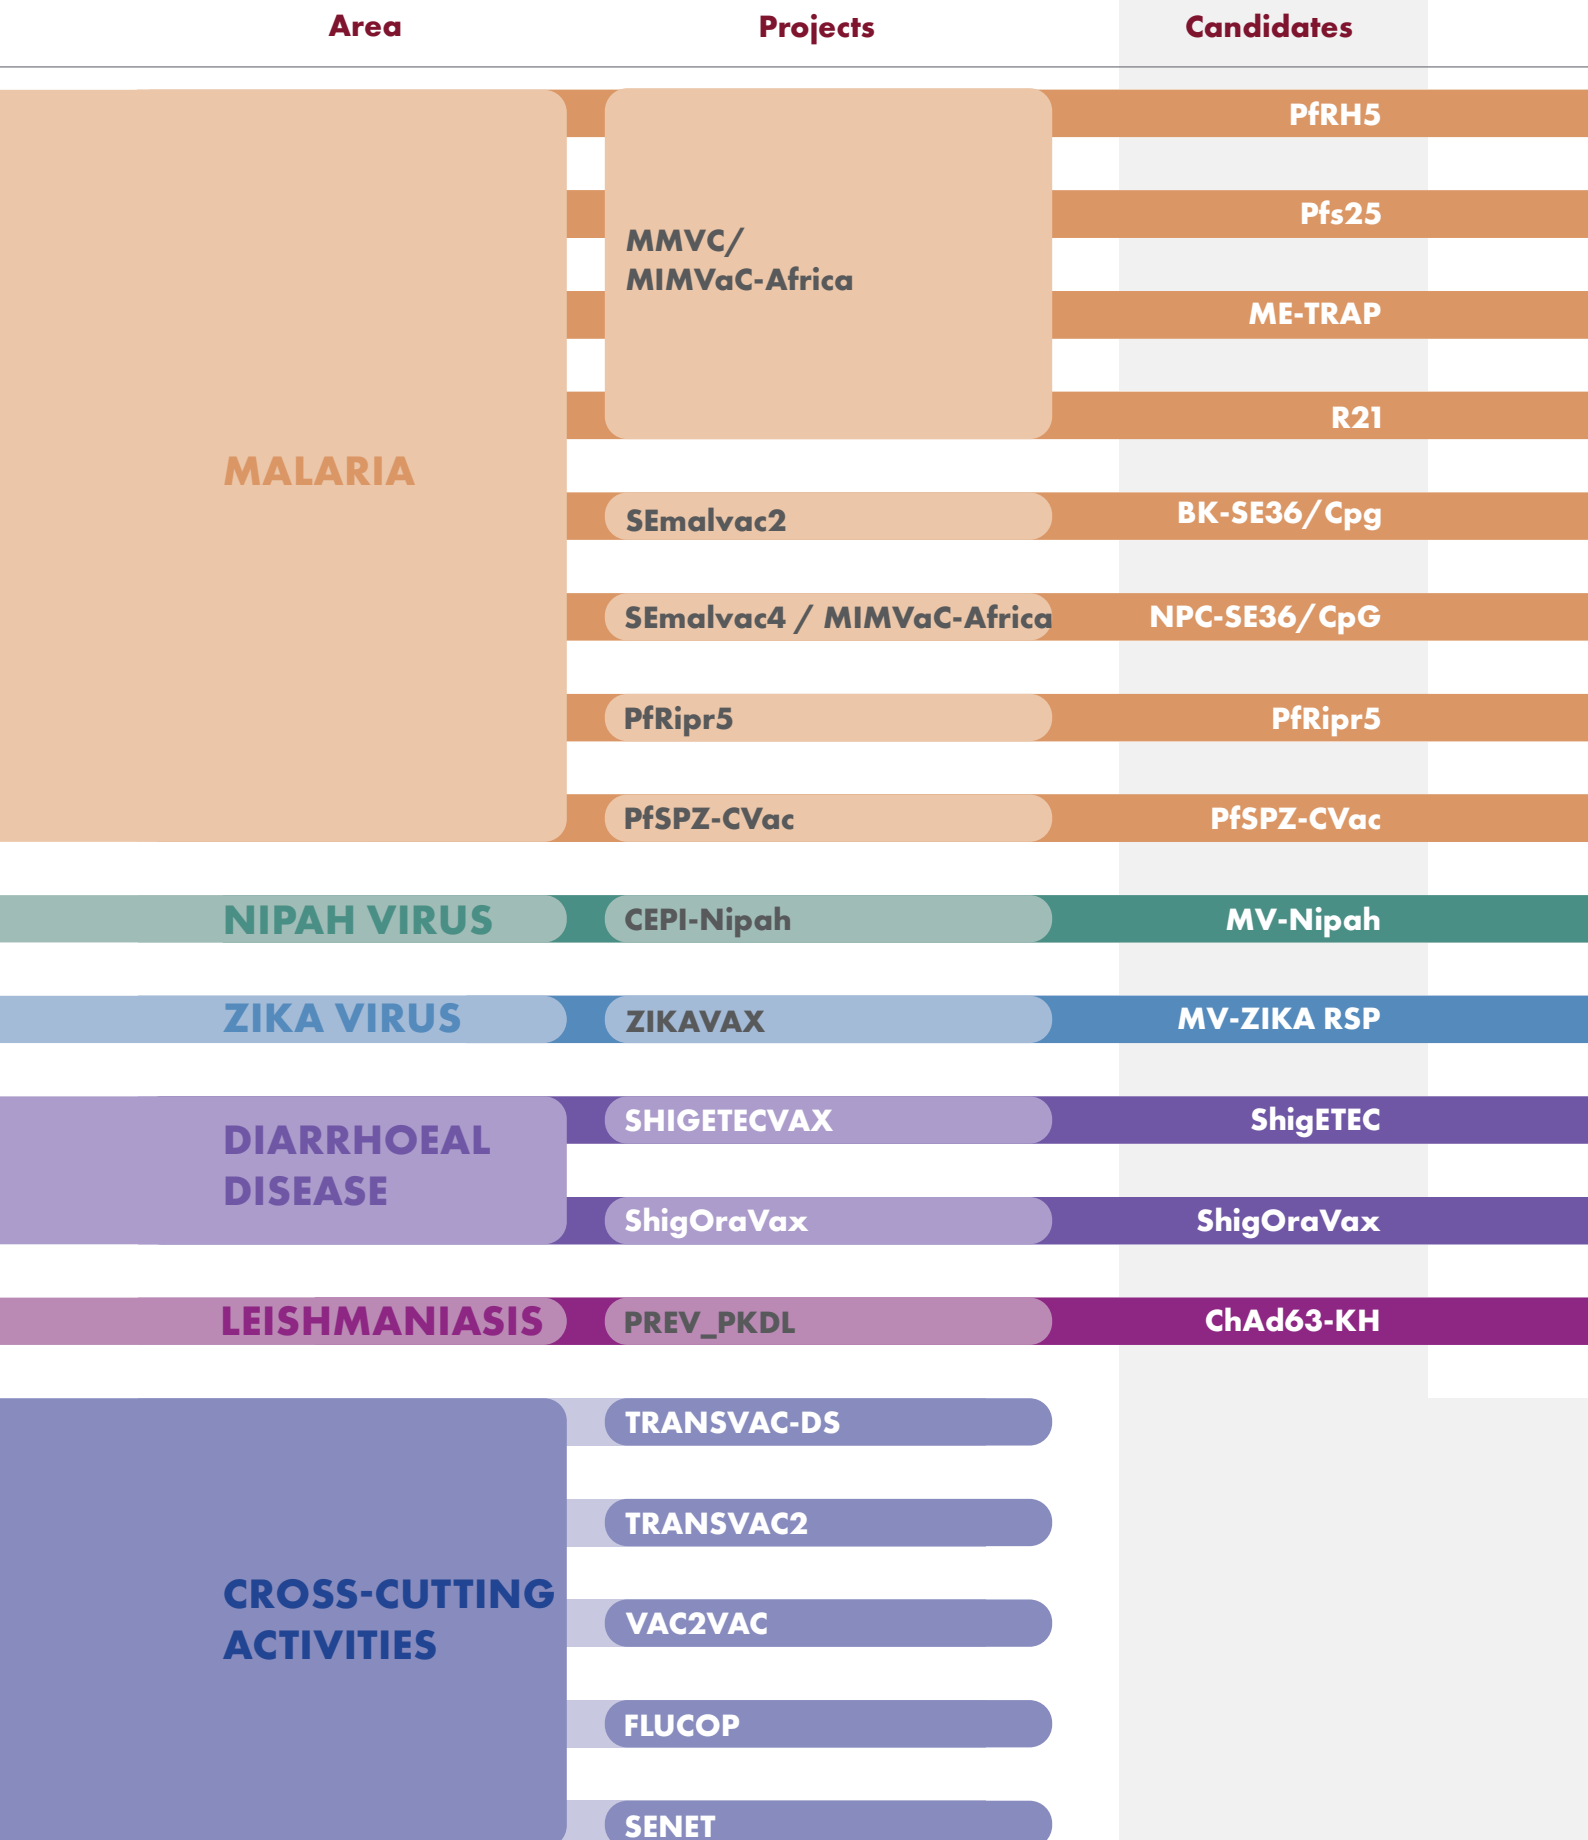 Area Projects Candidates
PfRH5
Pfs25
MMVC/
MIMVaC-Africa
ME-TRAP
R21
MALARIA
SEmalvac2 BK-SE36/Cpg
SEmalvac4 / MIMVaC-Africa NPC-SE36/CpG
PfRipr5 PfRipr5
PfSPZ-CVac PfSPZ-CVac
NIPAH VIRUS CEPI-Nipah MV-Nipah
ZIKA VIRUS ZIKAVAX MV-ZIKA RSP
DIARRHOEAL
DISEASE
SHIGETECVAX ShigETEC
ShigOraVax ShigOraVax
LEISHMANIASIS PREV_PKDL ChAd63-KH
CROSS-CUTTING
ACTIVITIES
TRANSVAC-DS
TRANSVAC2
VAC2VAC
FLUCOP
SENET